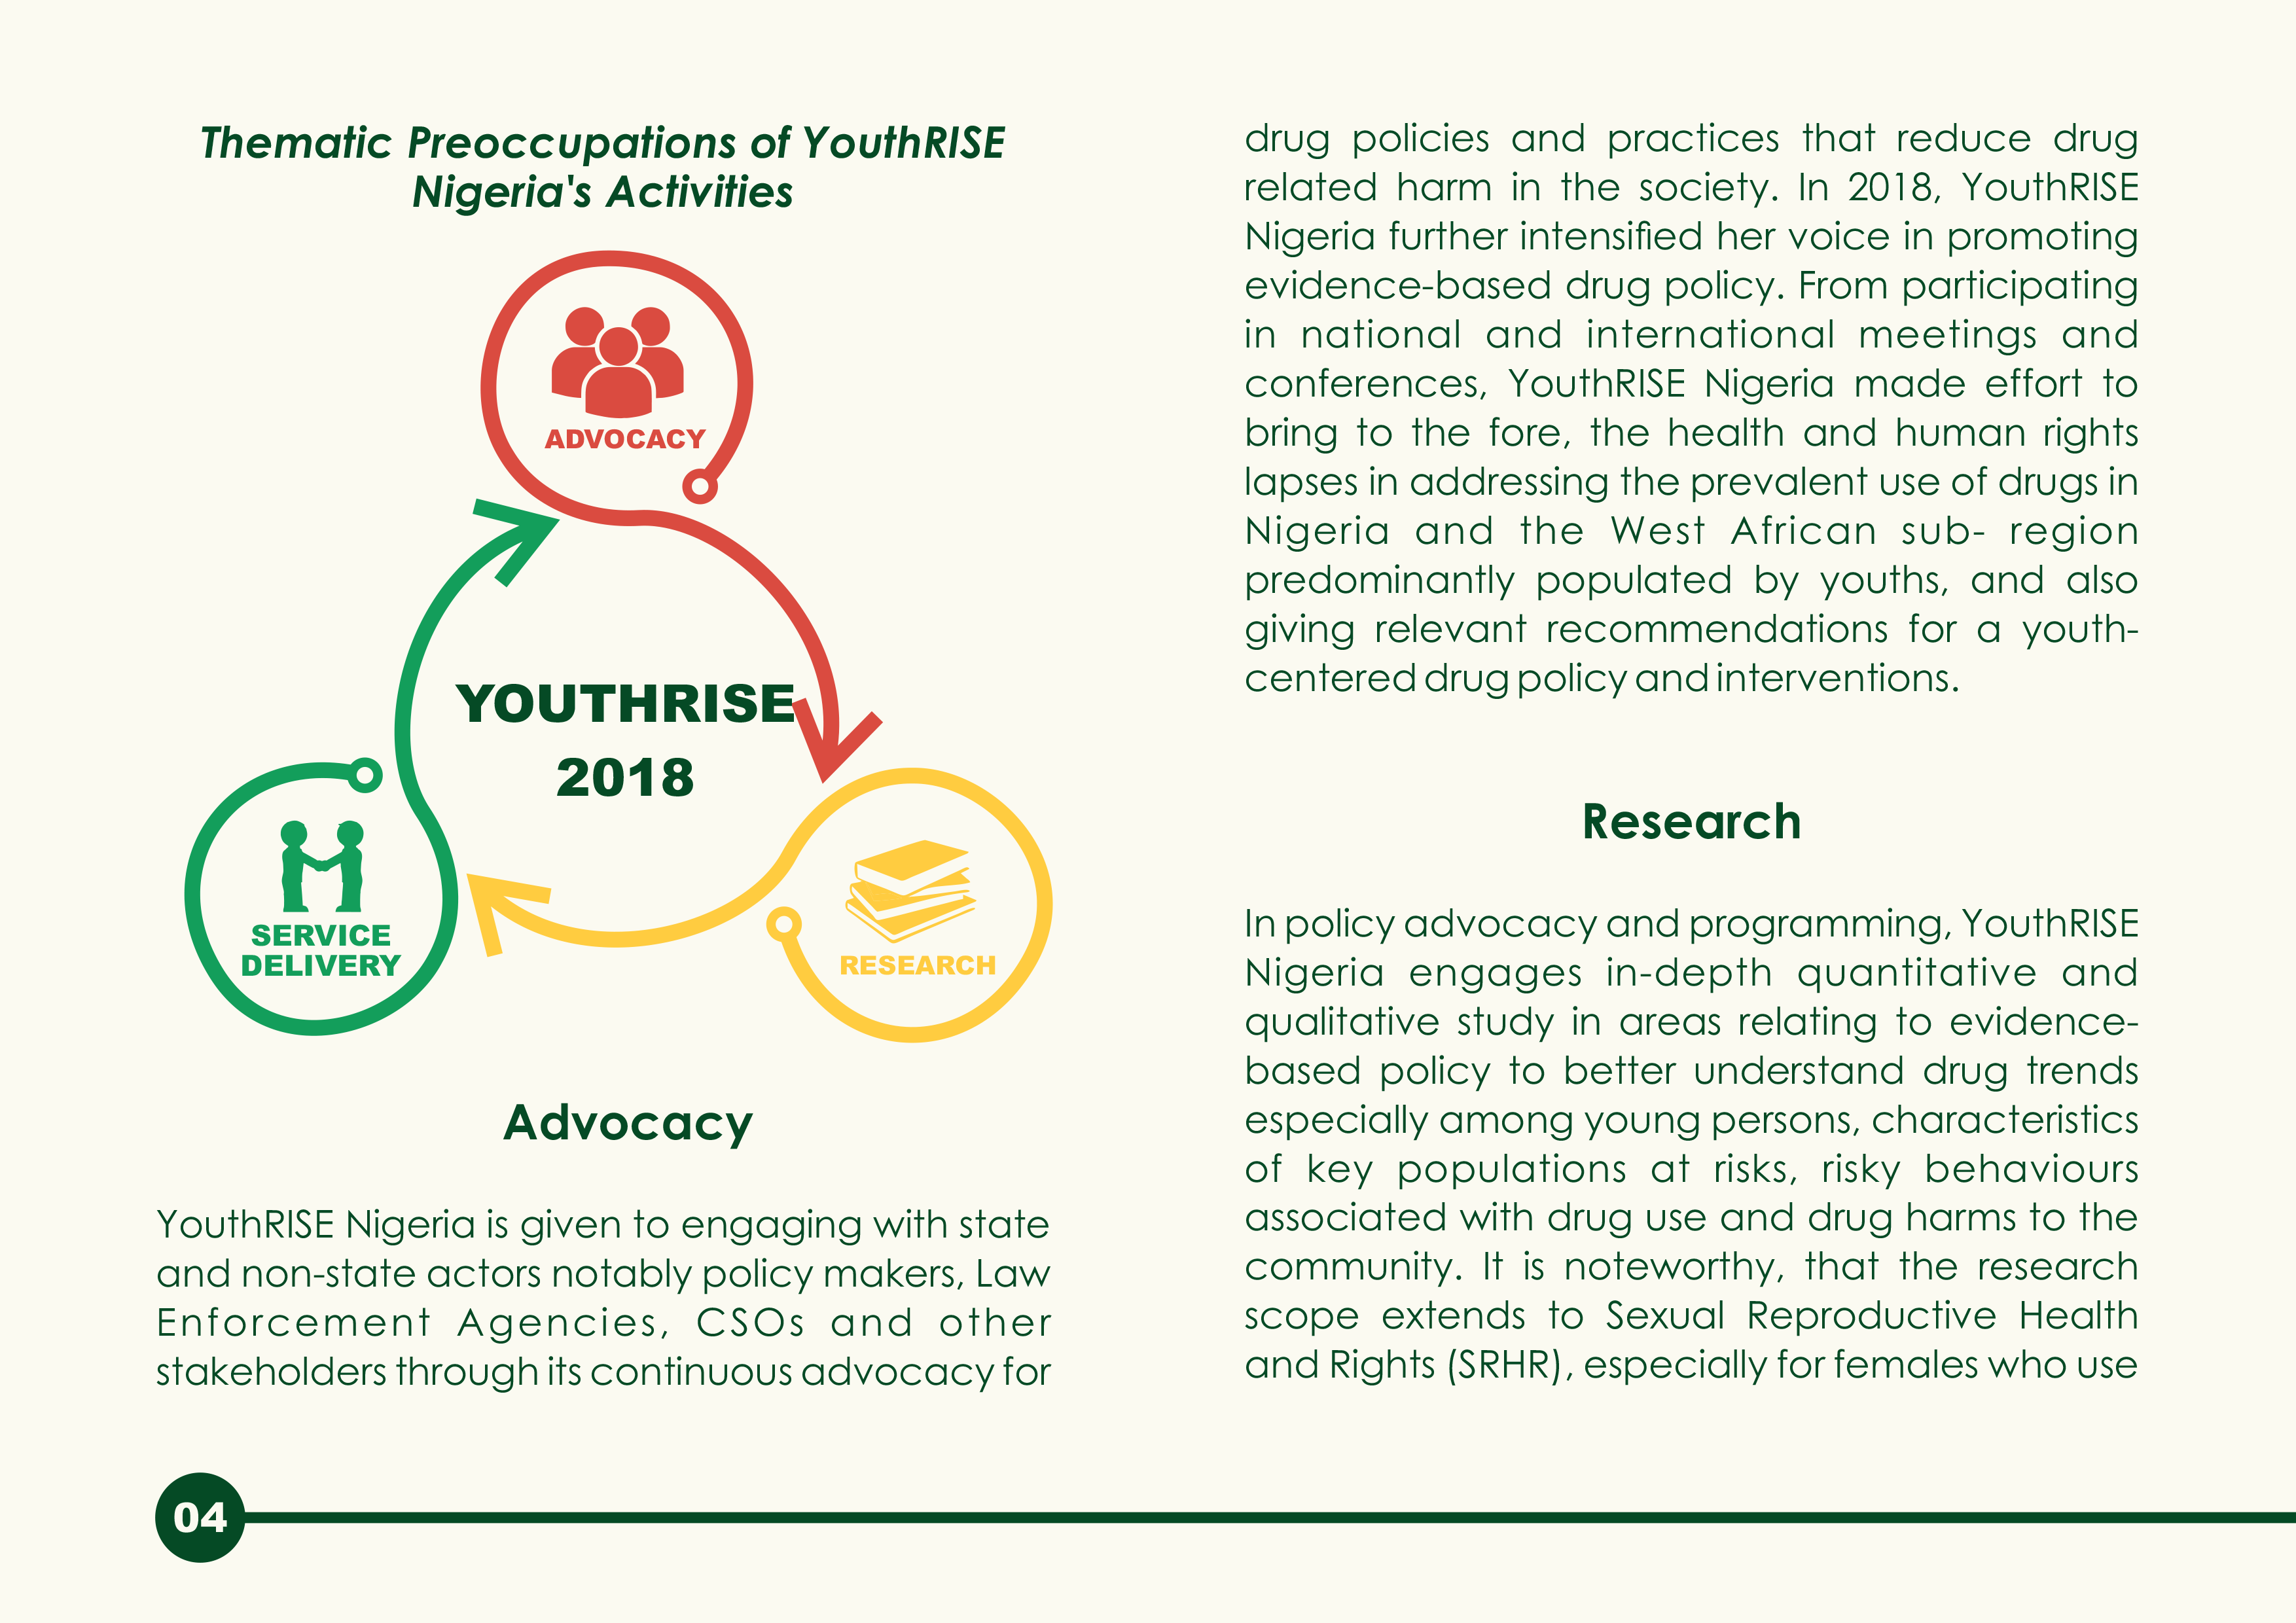 Thematic Preoccupations of YouthRISE
Nigeria's Activities
ADVOCACY
YOUTHRISE
2018
SERVICE
DELIVERY
RESEARCH
Advocacy
YouthRISE Nigeria is given to engaging with state
and non-state actors notably policy makers, Law
Enforcement Agencies, CSOs and other
stakeholders through its continuous advocacy for
drug policies and practices that reduce drug
related harm in the society. In 2018, YouthRISE
Nigeria further intensified her voice in promoting
evidence-based drug policy. From participating
in national and international meetings and
conferences, YouthRISE Nigeria made effort to
bring to the fore, the health and human rights
lapses in addressing the prevalent use of drugs in
Nigeria and the West African sub- region
predominantly populated by youths, and also
giving relevant recommendations for a youth-
centered drug policy and interventions.
Research
In policy advocacy and programming, YouthRISE
Nigeria engages in-depth quantitative and
qualitative study in areas relating to evidence-
based policy to better understand drug trends
especially among young persons, characteristics
of key populations at risks, risky behaviours
associated with drug use and drug harms to the
community. It is noteworthy, that the research
scope extends to Sexual Reproductive Health
and Rights (SRHR), especially for females who use
04